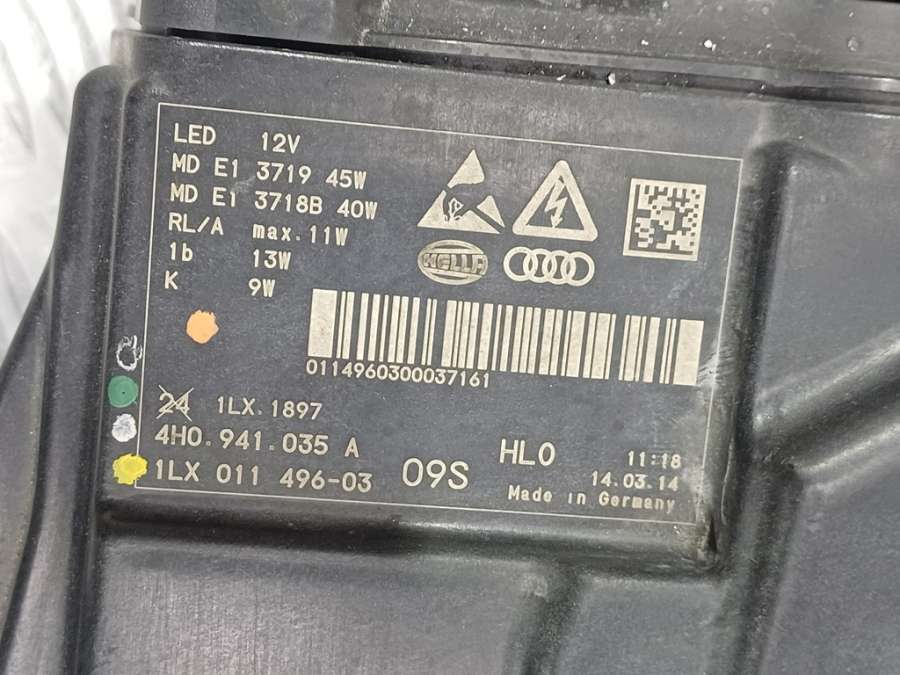 LED 12V
MD E1 3719 45W
MD E1 3718B 40W
RL/A max.11W
1b 13W
K 9W
HELLA
0114960300037161
24 1LX.1897
4H0.941.035 A
1LX 011 496-03 09S HL0
11:18
14.03.14
Made in Germany